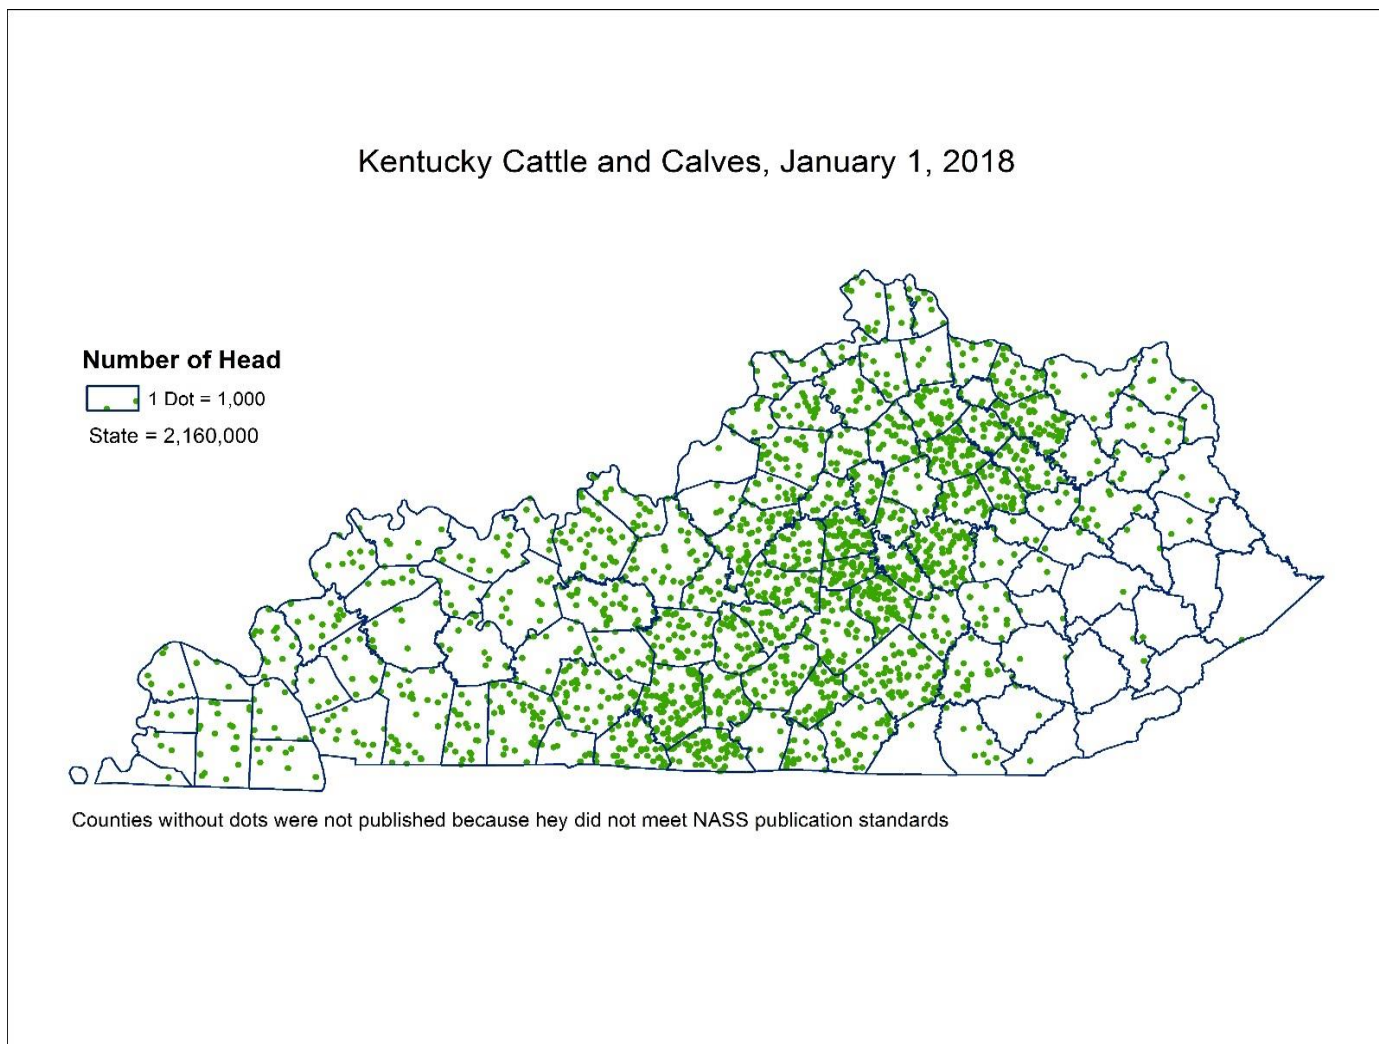 Kentucky Cattle and Calves, January 1, 2018
Number of Head
1 Dot = 1,000
State = 2,160,000
Counties without dots were not published because hey did not meet NASS publication standards